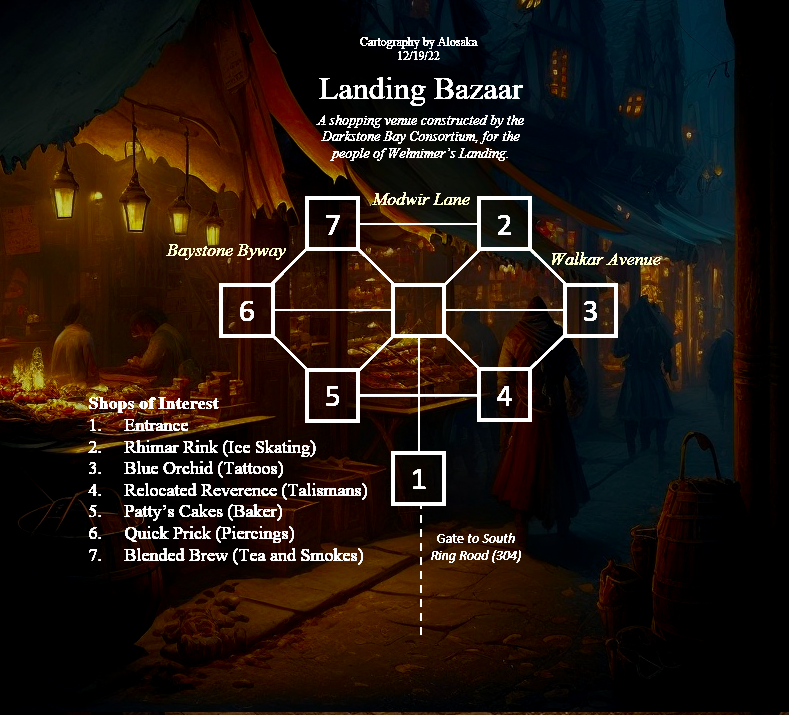 Cartography by Alosaka
12/19/22
Landing Bazaar
A shopping venue constructed by the
Darkstone Bay Consortium, for the
people of Wehnimer's Landing.
Modwir Lane
7
2
Baystone Byway
Walkar Avenue
6
3
5
4
Shops of Interest
1. Entrance
2. Rhimar Rink (Ice Skating)
3. Blue Orchid (Tattoos)
4. Relocated Reverence (Talismans)
5. Patty's Cakes (Baker)
6. Quick Prick (Piercings)
7. Blended Brew (Tea and Smokes)
1
Gate to South
Ring Road (304)